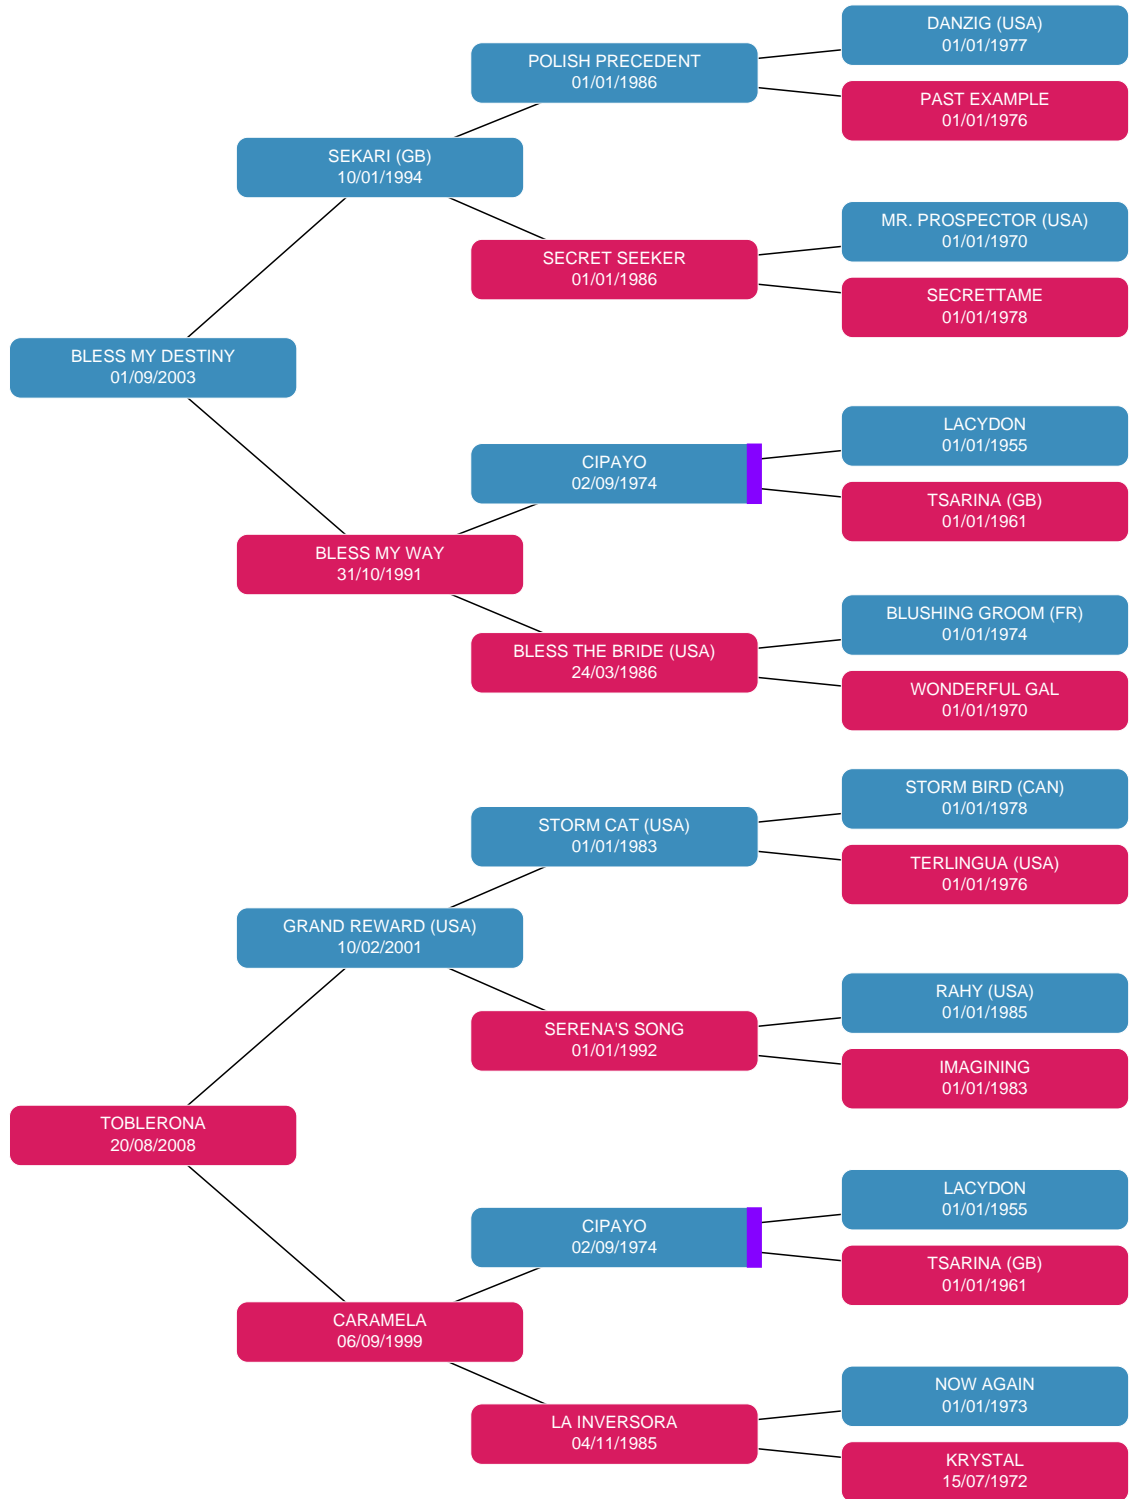 DANZIG (USA)
01/01/1977
POLISH PRECEDENT
01/01/1986
PAST EXAMPLE
01/01/1976
SEKARI (GB)
10/01/1994
MR. PROSPECTOR (USA)
01/01/1970
SECRET SEEKER
01/01/1986
SECRETTAME
01/01/1978
BLESS MY DESTINY
01/09/2003
LACYDON
01/01/1955
CIPAYO
02/09/1974
TSARINA (GB)
01/01/1961
BLESS MY WAY
31/10/1991
BLUSHING GROOM (FR)
01/01/1974
BLESS THE BRIDE (USA)
24/03/1986
WONDERFUL GAL
01/01/1970
STORM BIRD (CAN)
01/01/1978
STORM CAT (USA)
01/01/1983
TERLINGUA (USA)
01/01/1976
GRAND REWARD (USA)
10/02/2001
RAHY (USA)
01/01/1985
SERENA'S SONG
01/01/1992
IMAGINING
01/01/1983
TOBLERONA
20/08/2008
LACYDON
01/01/1955
CIPAYO
02/09/1974
TSARINA (GB)
01/01/1961
CARAMELA
06/09/1999
NOW AGAIN
01/01/1973
LA INVERSORA
04/11/1985
KRYSTAL
15/07/1972